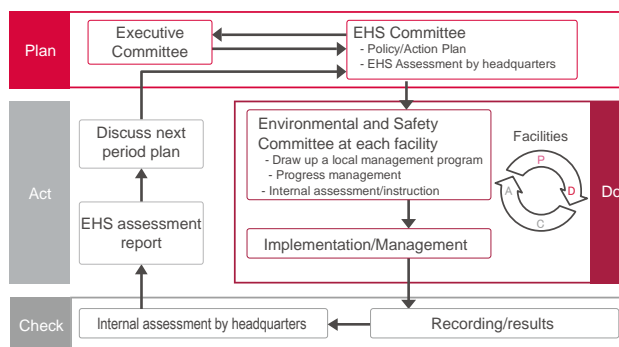 Plan
Executive
Committee
EHS Committee
- Policy/Action Plan
- EHS Assessment by headquarters
Act
Discuss next
period plan
EHS assessment
report
Environmental and Safety
Committee at each facility
- Draw up a local management program
- Progress management
- Internal assessment/instruction
Implementation/Management
Facilities
P
D
C
A
Do
Check
Internal assessment by headquarters
Recording/results